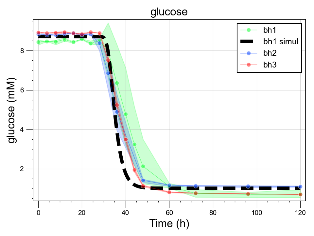 glucose
bh1
bh1 simul
bh2
bh3
glucose (mM)
8
6
4
2
0
20
40
60
80
100
120
Time (h)